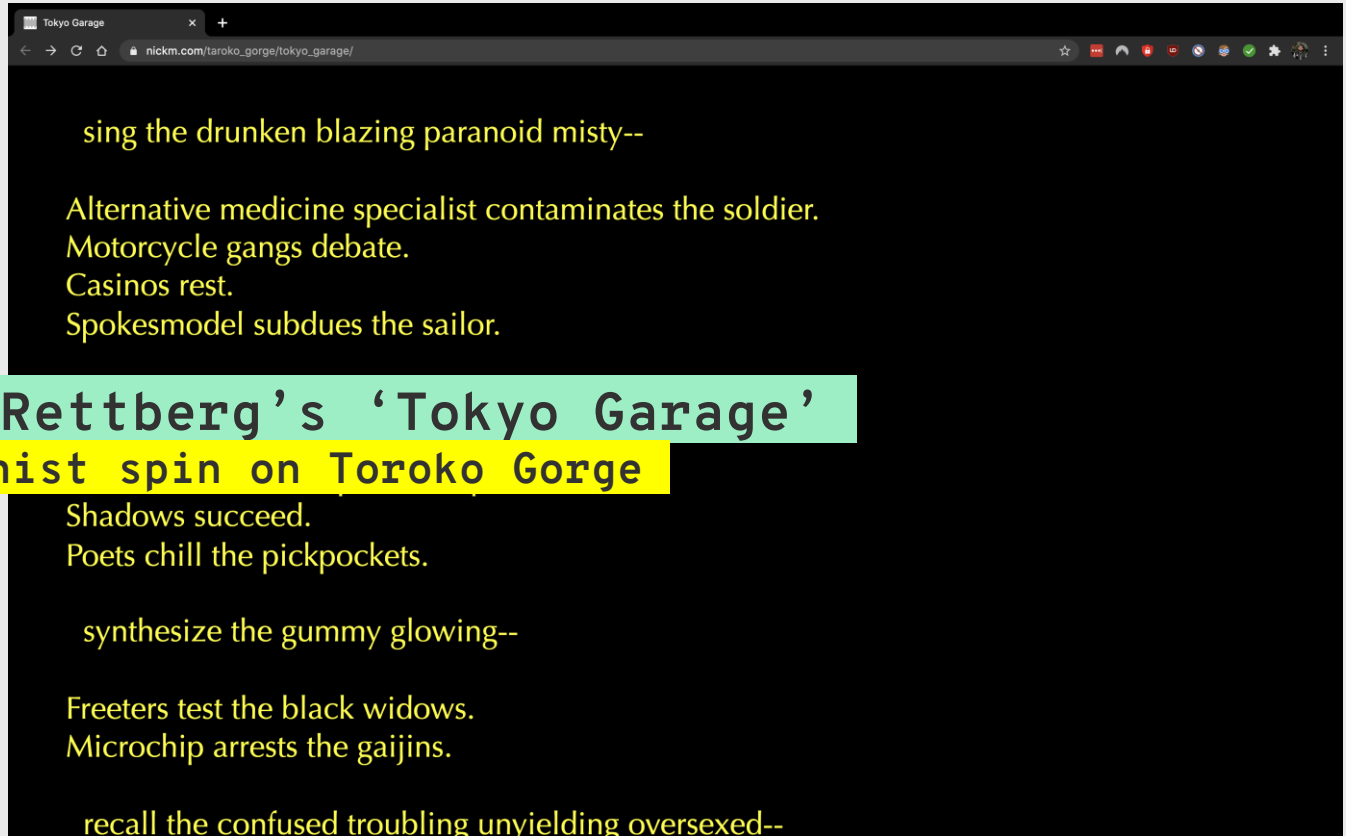 Tokyo Garage
nickm.com/taroko_gorge/tokyo_garage/
sing the drunken blazing paranoid misty--
Alternative medicine specialist contaminates the soldier.
Motorcycle gangs debate.
Casinos rest.
Spokesmodel subdues the sailor.
Rettberg’s ‘Tokyo Garage’
nist spin on Toroko Gorge
Shadows succeed.
Poets chill the pickpockets.
synthesize the gummy glowing--
Freeters test the black widows.
Microchip arrests the gaijins.
recall the confused troubling unyielding oversexed--